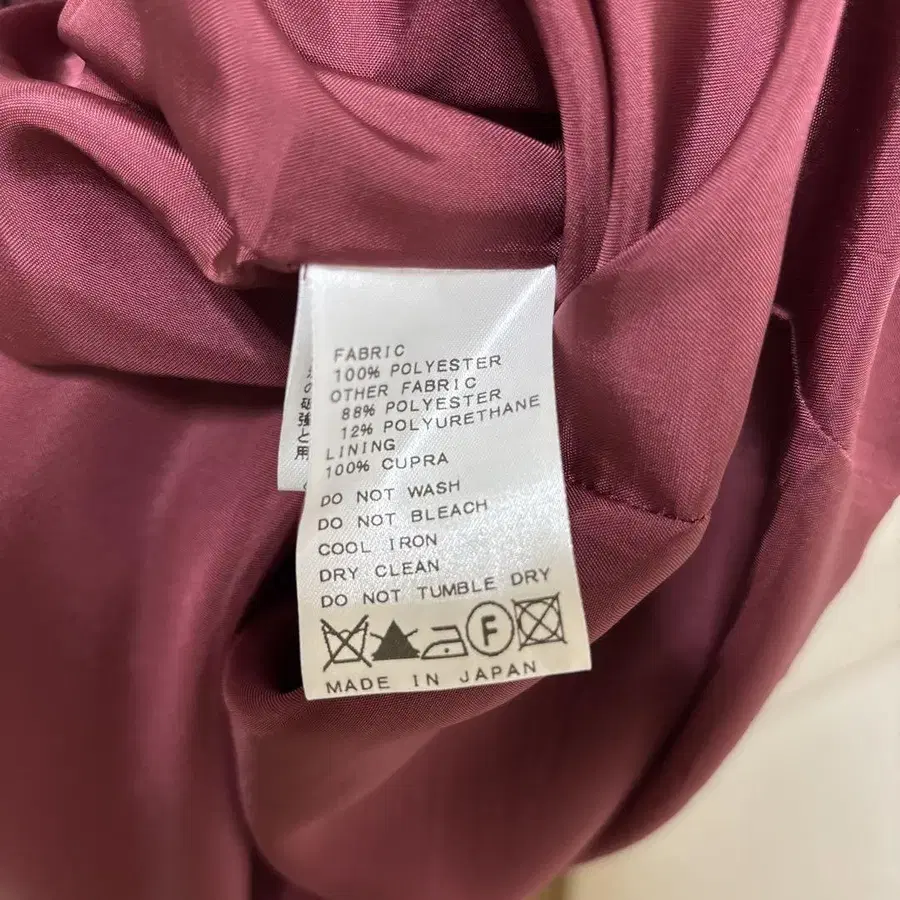 FABRIC
100% POLYESTER
OTHER FABRIC
88% POLYESTER
12% POLYURETHANE
LINING
100% CUPRA
DO NOT WASH
DO NOT BLEACH
COOL IRON
DRY CLEAN
DO NOT TUMBLE DRY
F
MADE IN JAPAN